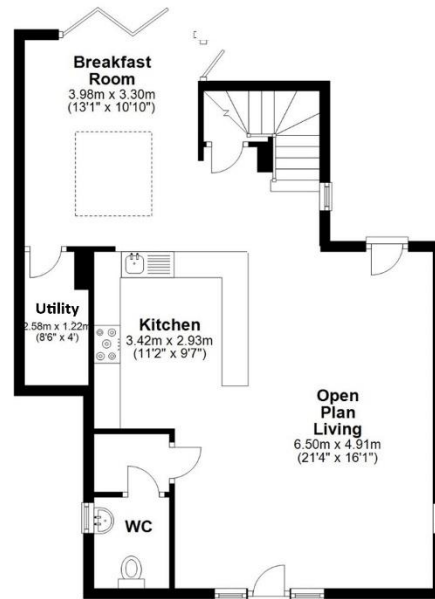 Breakfast
Room
3.98m x 3.30m
(13'1" x 10'10")
Utility
2.58m x 1.22m
(8'6" x 4')
Kitchen
3.42m x 2.93m
(11'2" x 9'7")
Open
Plan
Living
6.50m x 4.91m
(21'4" x 16'1")
WC